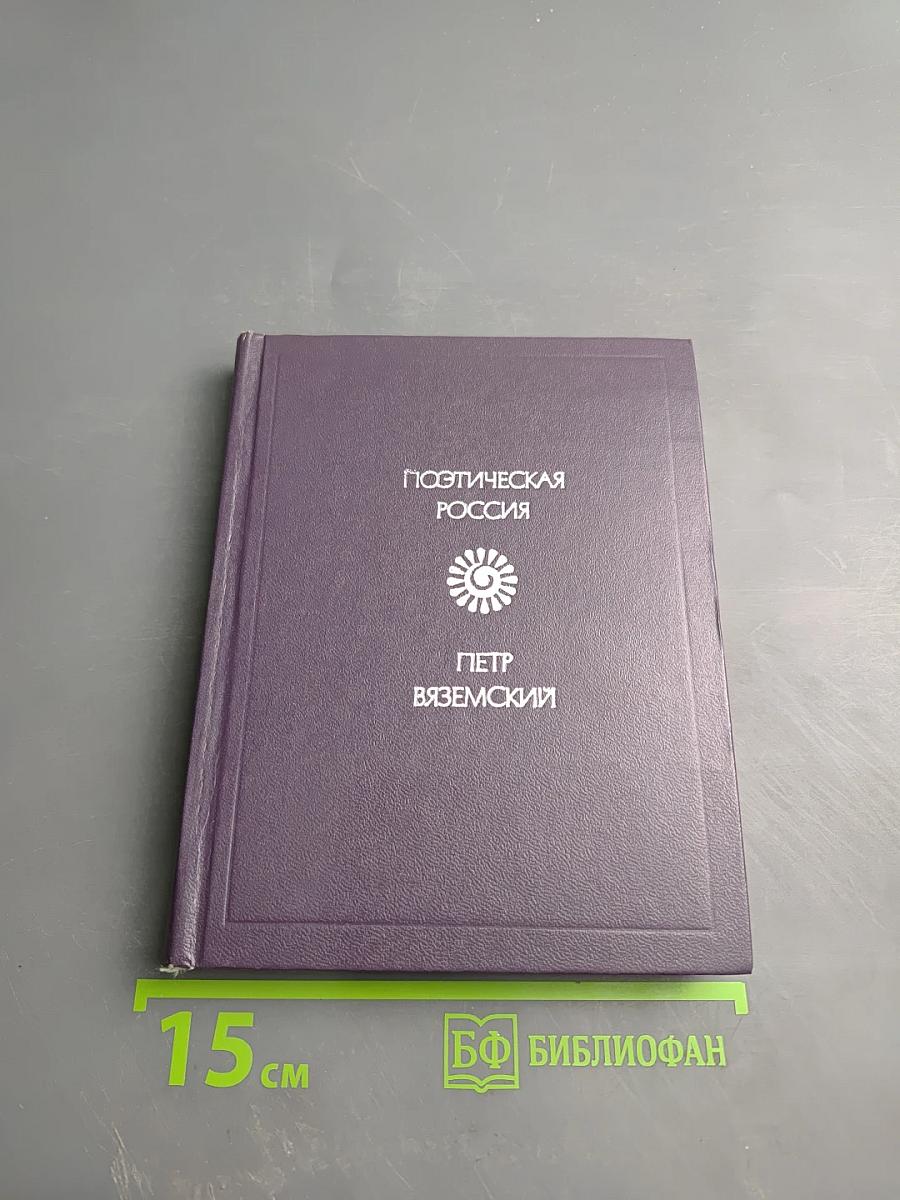 ПОЭТИЧЕСКАЯ
РОССИЯ
ПЕТР
ВЯЗЕМСКИЙ
15 см
БФ БИБЛИОФАН